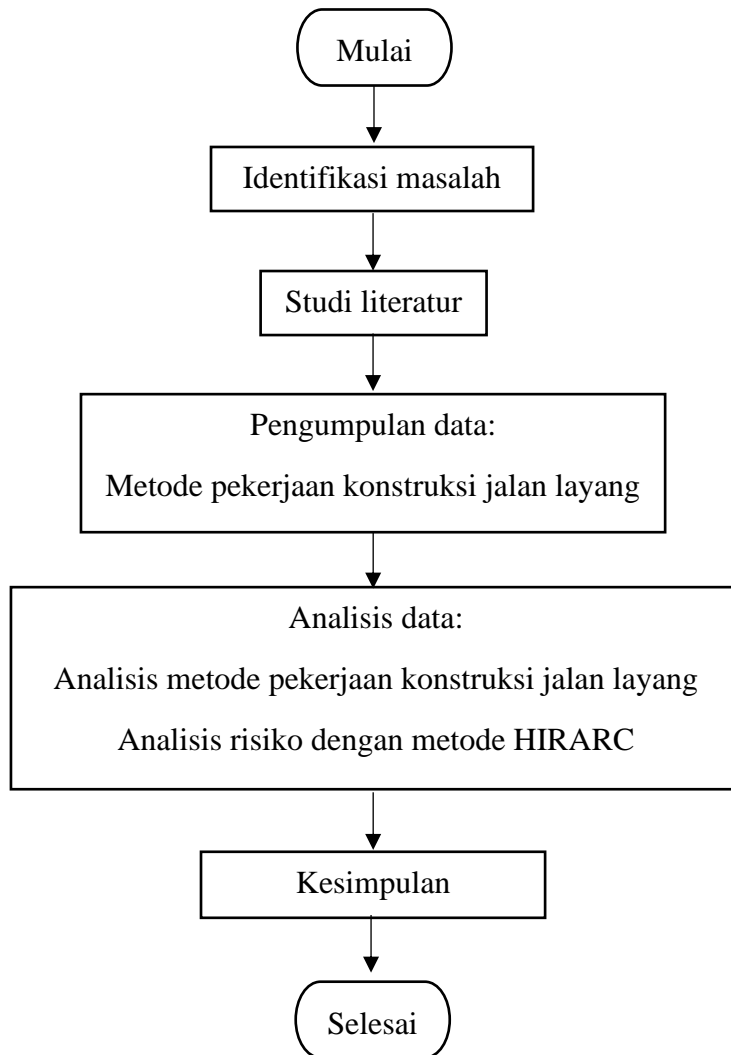 Mulai
Identifikasi masalah
Studi literatur
Pengumpulan data:
Metode pekerjaan konstruksi jalan layang
Analisis data:
Analisis metode pekerjaan konstruksi jalan layang
Analisis risiko dengan metode HIRARC
Kesimpulan
Selesai